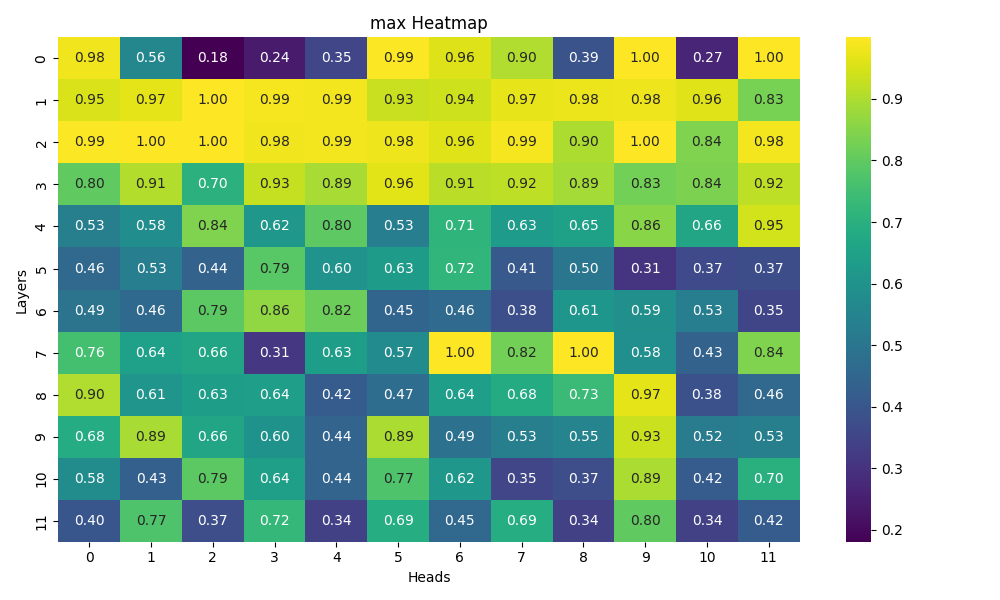 max Heatmap
0 0.98 0.56 0.18 0.24 0.35 0.99 0.96 0.90 0.39 1.00 0.27 1.00
1 0.95 0.97 1.00 0.99 0.99 0.93 0.94 0.97 0.98 0.98 0.96 0.83
2 0.99 1.00 1.00 0.98 0.99 0.98 0.96 0.99 0.90 1.00 0.84 0.98
3 0.80 0.91 0.70 0.93 0.89 0.96 0.91 0.92 0.89 0.83 0.84 0.92
4 0.53 0.58 0.84 0.62 0.80 0.53 0.71 0.63 0.65 0.86 0.66 0.95
5 0.46 0.53 0.44 0.79 0.60 0.63 0.72 0.41 0.50 0.31 0.37 0.37
6 0.49 0.46 0.79 0.86 0.82 0.45 0.46 0.38 0.61 0.59 0.53 0.35
7 0.76 0.64 0.66 0.31 0.63 0.57 1.00 0.82 1.00 0.58 0.43 0.84
8 0.90 0.61 0.63 0.64 0.42 0.47 0.64 0.68 0.73 0.97 0.38 0.46
9 0.68 0.89 0.66 0.60 0.44 0.89 0.49 0.53 0.55 0.93 0.52 0.53
10 0.58 0.43 0.79 0.64 0.44 0.77 0.62 0.35 0.37 0.89 0.42 0.70
11 0.40 0.77 0.37 0.72 0.34 0.69 0.45 0.69 0.34 0.80 0.34 0.42
0 1 2 3 4 5 6 7 8 9 10 11
Heads
Layers
0.9
0.8
0.7
0.6
0.5
0.4
0.3
0.2